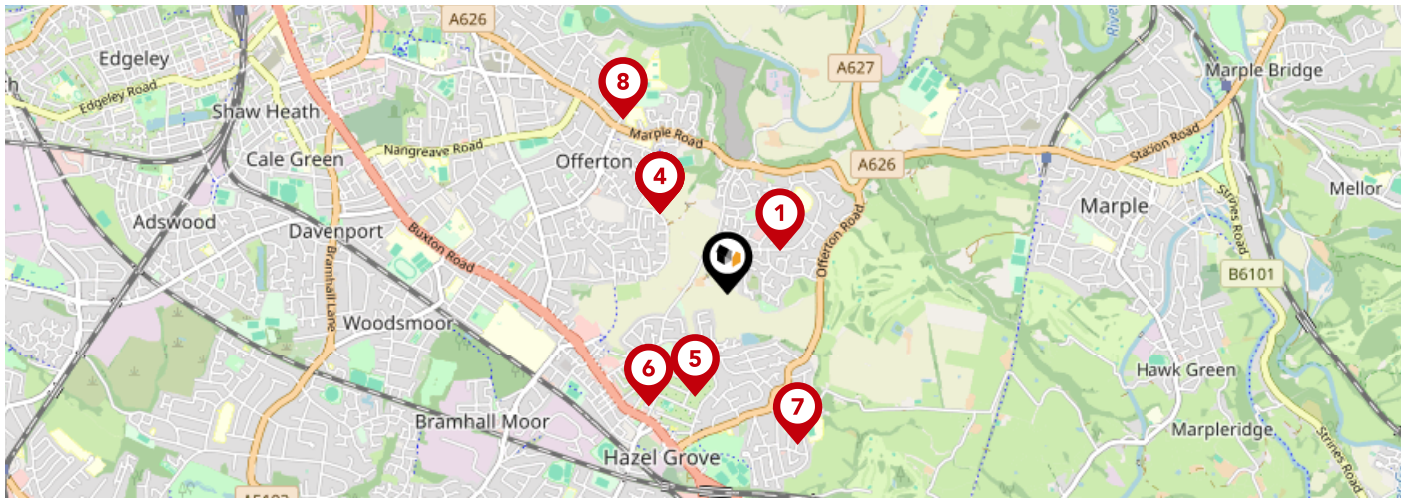 A626
Edgeley
A627
Marple Bridge
8
Edgeley Road
Shaw Heath
Marple Road
Station Road
Nangreave Road
Cale Green
Offerton
A626
4
Mellor
Strines Road
Marple
1
Adswood
Davenport
Buxton Road
Offerton Road
Bramhall Lane
B6101
Woodsmoor
6
5
Hawk Green
7
Bramhall Moor
Marpleridge
Strines Road
Hazel Grove